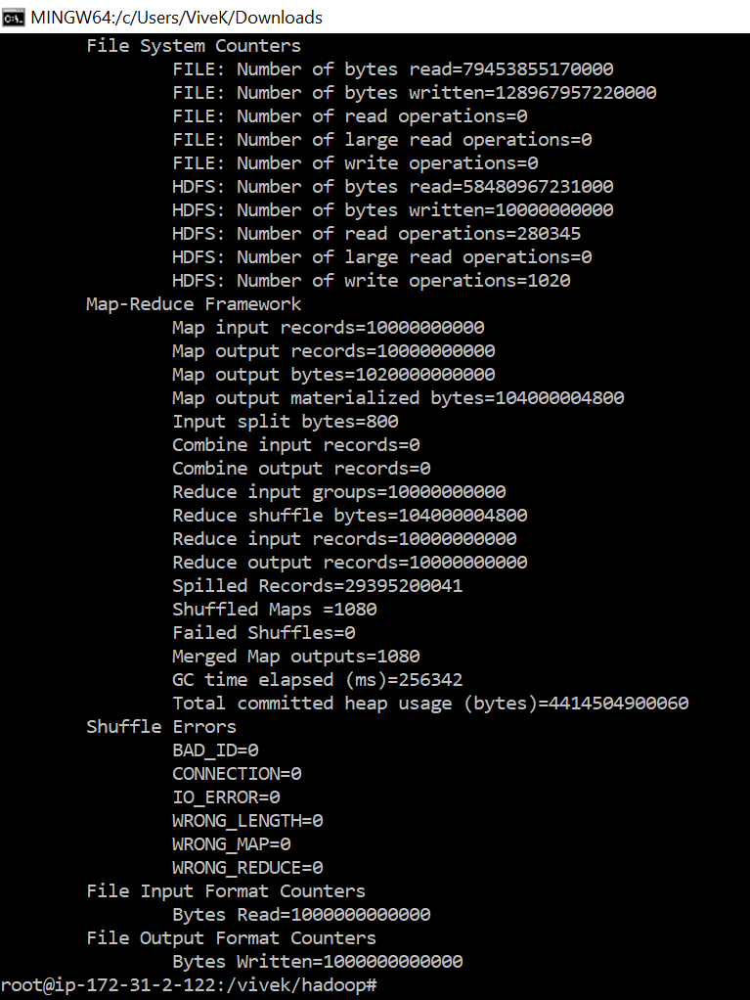 MINGW64:/c/Users/ViveK/Downloads
File System Counters
FILE: Number of bytes read=79453855170000
FILE: Number of bytes written=128967957220000
FILE: Number of read operations=0
FILE: Number of large read operations=0
FILE: Number of write operations=0
HDFS: Number of bytes read=58480967231000
HDFS: Number of bytes written=10000000000
HDFS: Number of read operations=280345
HDFS: Number of large read operations=0
HDFS: Number of write operations=1020
Map-Reduce Framework
Map input records=10000000000
Map output records=10000000000
Map output bytes=1020000000000
Map output materialized bytes=104000004800
Input split bytes=800
Combine input records=0
Combine output records=0
Reduce input groups=10000000000
Reduce shuffle bytes=104000004800
Reduce input records=10000000000
Reduce output records=10000000000
Spilled Records=29395200041
Shuffled Maps =1080
Failed Shuffles=0
Merged Map outputs=1080
GC time elapsed (ms)=256342
Total committed heap usage (bytes)=4414504900060
Shuffle Errors
BAD_ID=0
CONNECTION=0
IO_ERROR=0
WRONG_LENGTH=0
WRONG_MAP=0
WRONG_REDUCE=0
File Input Format Counters
Bytes Read=1000000000000
File Output Format Counters
Bytes Written=1000000000000
root@ip-172-31-2-122:/vivek/hadoop#